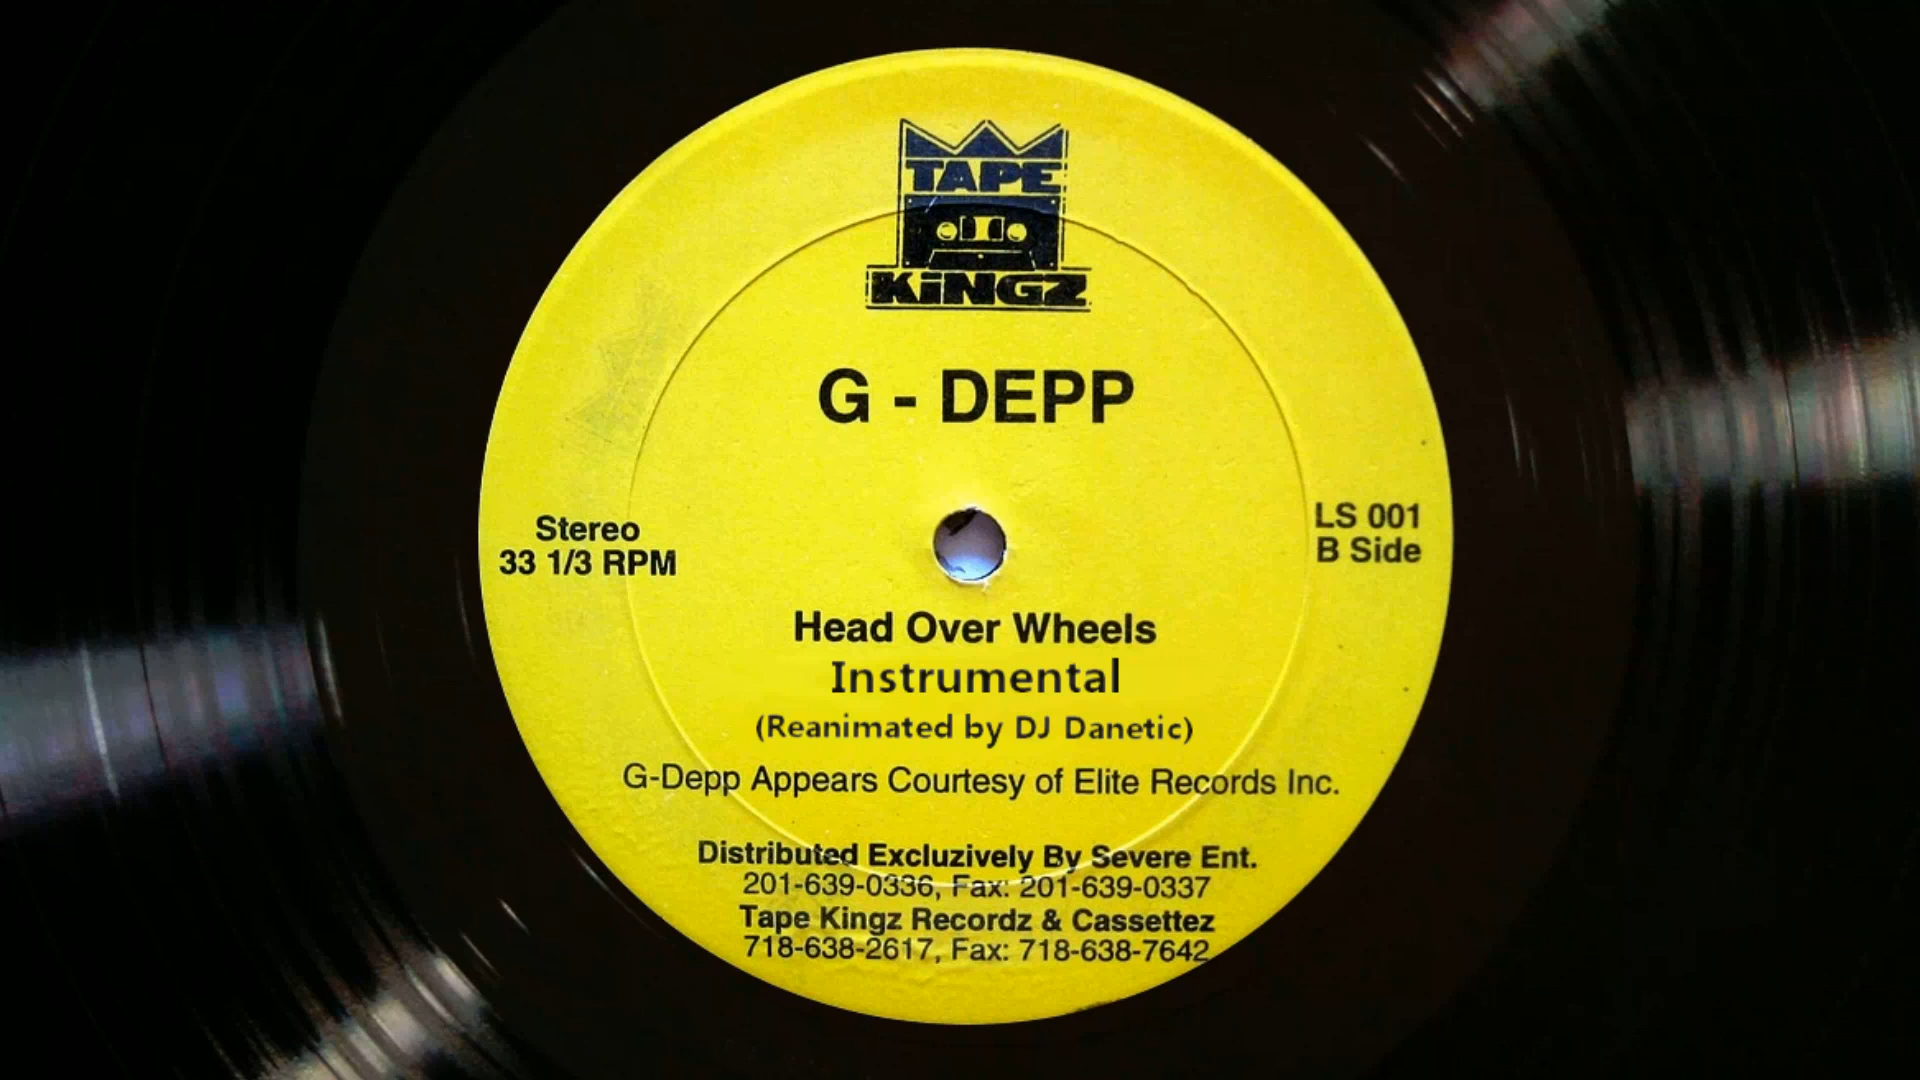 TAPE
KiNGZ
G - DEPP
Stereo
33 1/3 RPM
LS 001
B Side
Head Over Wheels
Instrumental
(Reanimated by DJ Danetic)
G-Depp Appears Courtesy of Elite Records Inc.
Distributed Excluzively By Severe Ent.
201-639-0336, Fax: 201-639-0337
Tape Kingz Recordz & Cassettez
718-638-2617, Fax: 718-638-7642